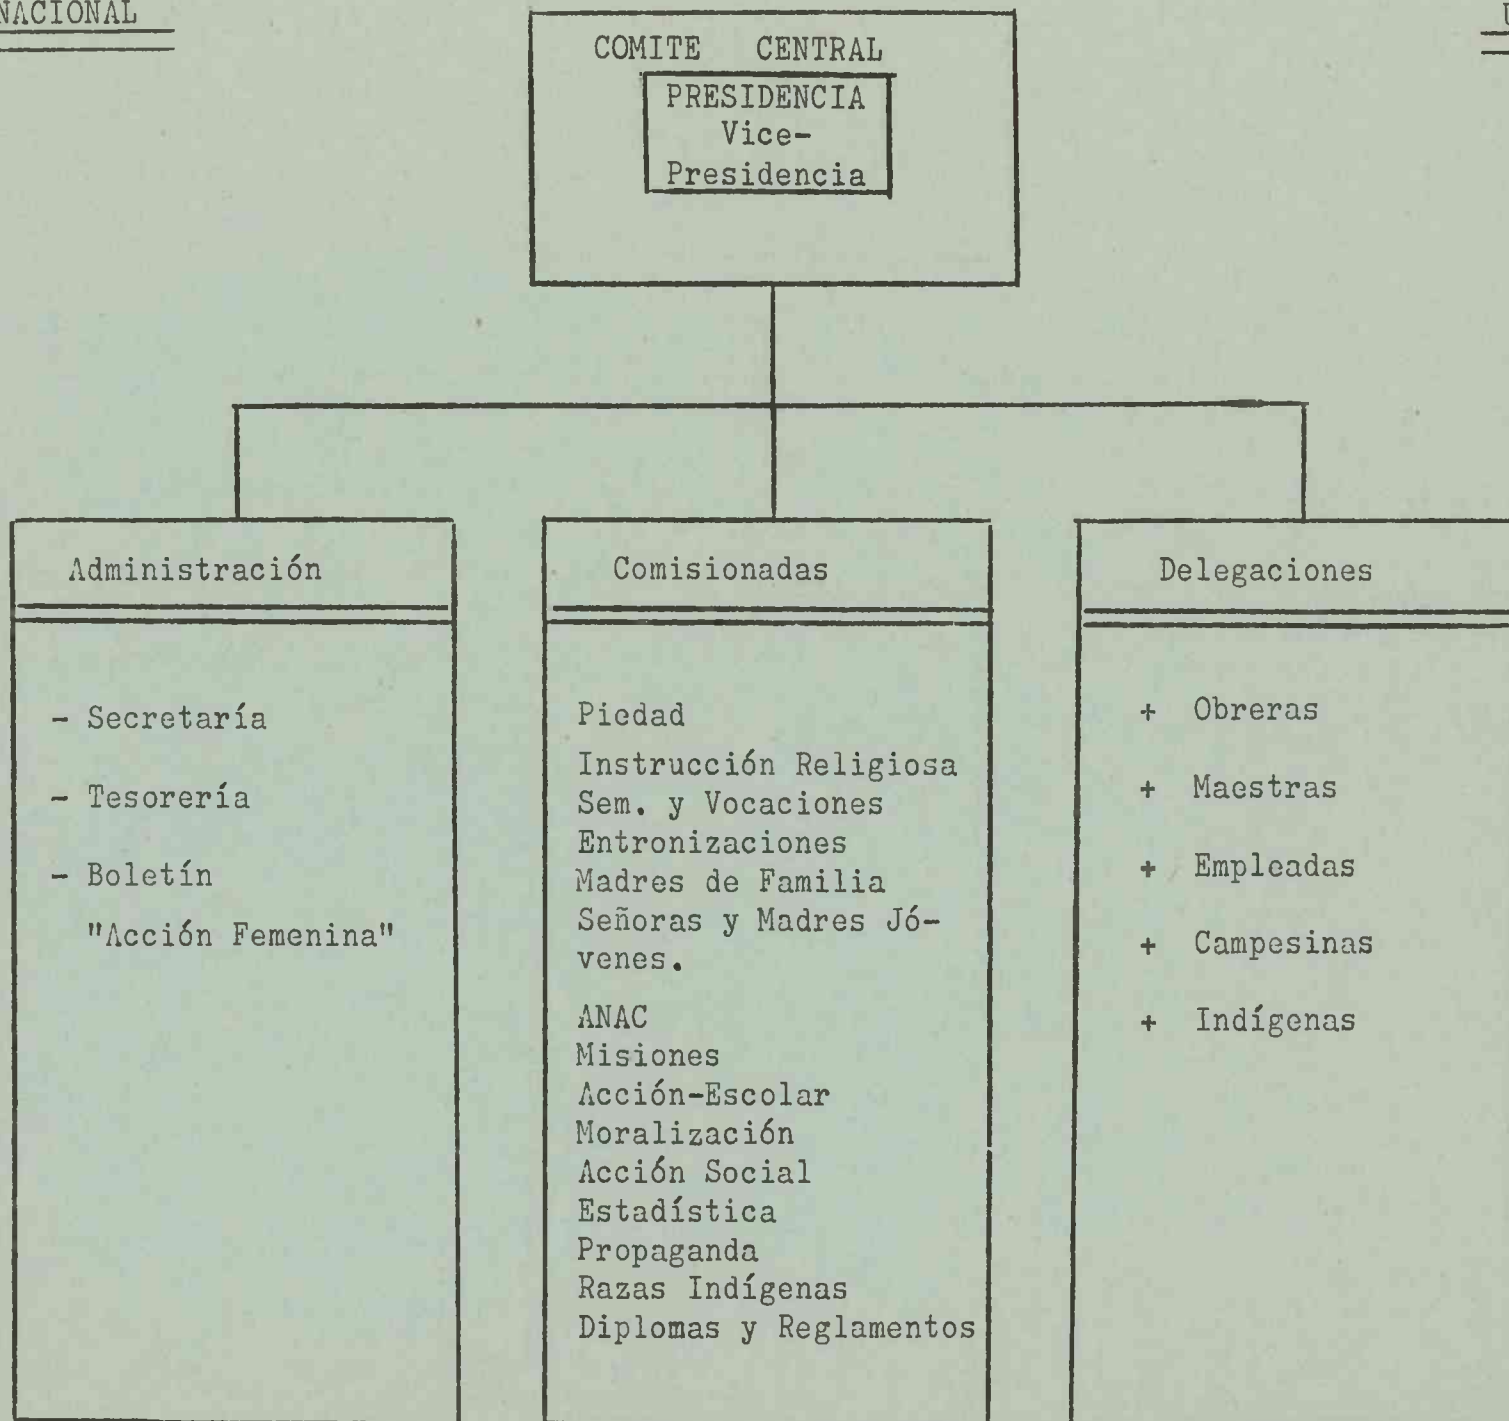 NACIONAL
COMITE CENTRAL
PRESIDENCIA
Vice-
Presidencia
Administración
- Secretaría
- Tesorería
- Boletín
"Acción Femenina"
Comisionadas
Piedad
Instrucción Religiosa
Sem. y Vocaciones
Entronizaciones
Madres de Familia
Señoras y Madres Jó-
venes.
ANAC
Misiones
Acción-Escolar
Moralización
Acción Social
Estadística
Propaganda
Razas Indígenas
Diplomas y Reglamentos
Delegaciones
+ Obreras
+ Maestras
+ Empleadas
+ Campesinas
+ Indígenas